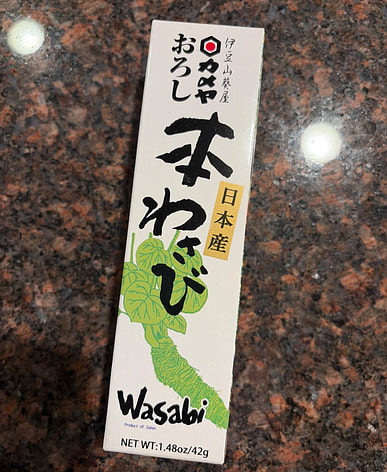 伊豆山葵屋
カメヤ
おろし
本わさび
日本産
Wasabi
Product of Japan
NET WT:1.48oz/42g